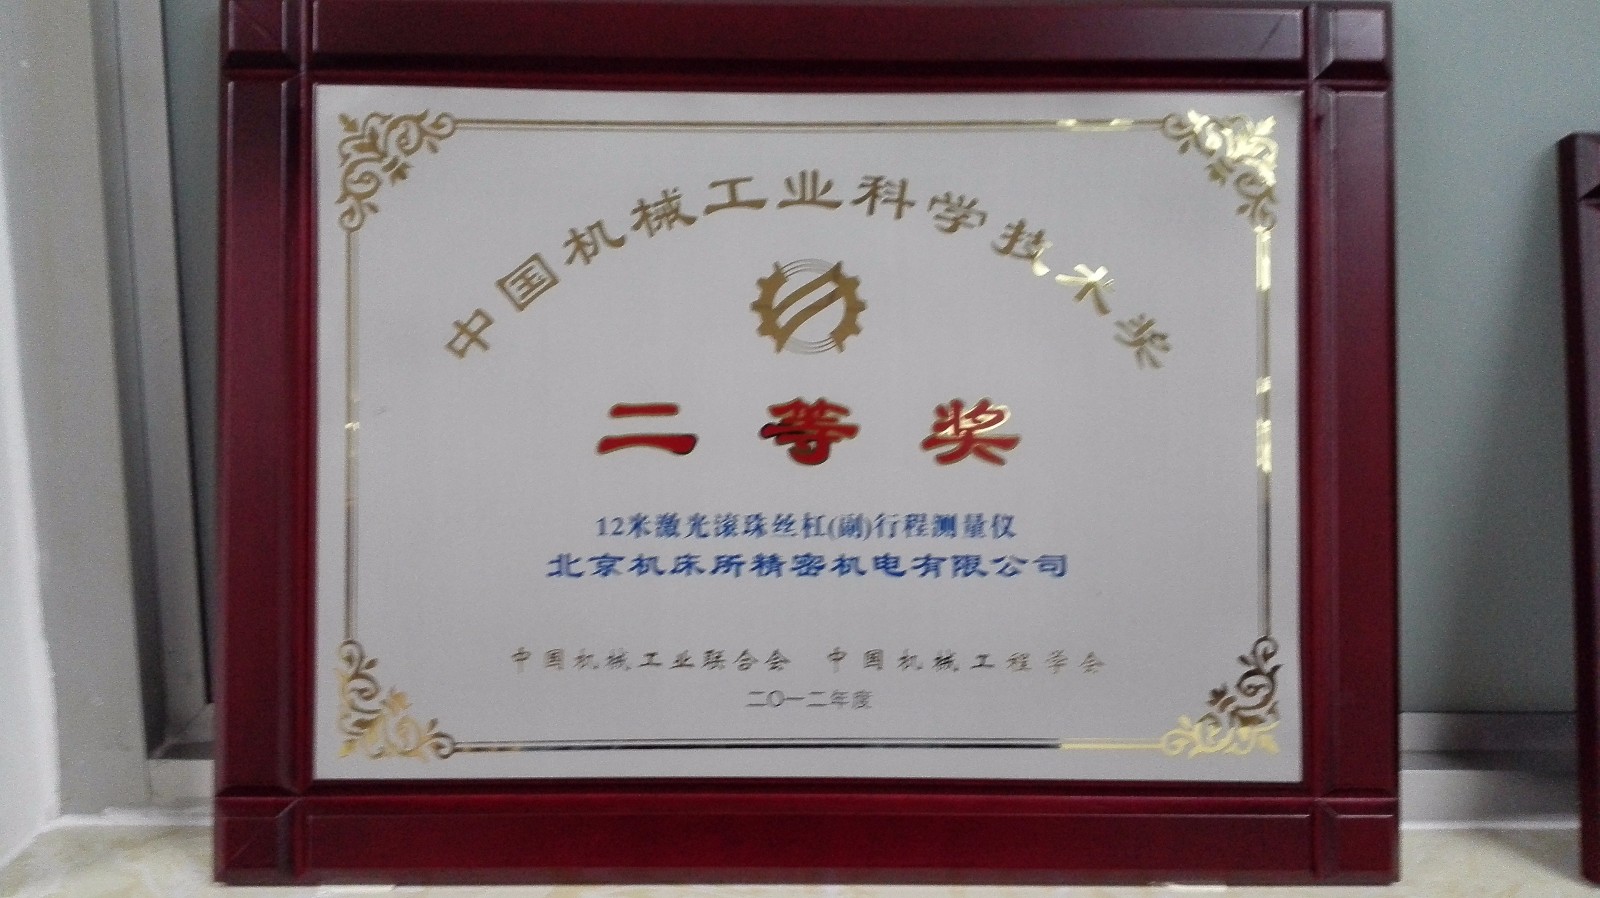 中国机械工业科学技术奖
二等奖
12米激光滚珠丝杠(副)行程测量仪
北京机床所精密机电有限公司
中国机械工业联合会 中国机械工程学会
二〇一二年度